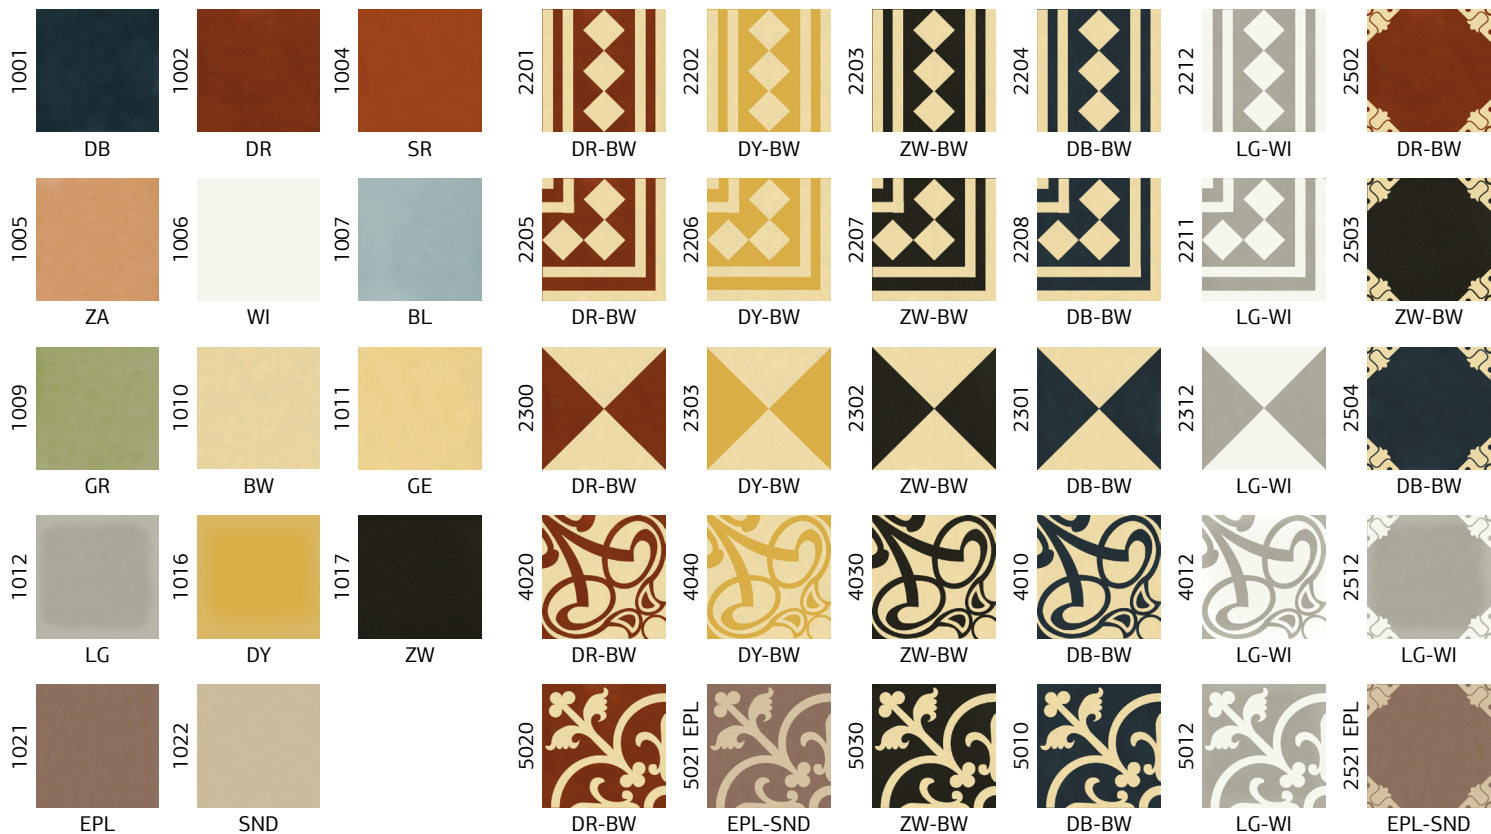 1001
1002
1004
2201
2202
2203
2204
2212
2502
DB
DR
SR
DR-BW
DY-BW
ZW-BW
DB-BW
LG-WI
DR-BW
1005
1006
1007
2205
2206
2207
2208
2211
2503
ZA
WI
BL
DR-BW
DY-BW
ZW-BW
DB-BW
LG-WI
ZW-BW
1009
1010
1011
2300
2303
2302
2301
2312
2504
GR
BW
GE
DR-BW
DY-BW
ZW-BW
DB-BW
LG-WI
DB-BW
1012
1016
1017
4020
4040
4030
4010
4012
2512
LG
DY
ZW
DR-BW
DY-BW
ZW-BW
DB-BW
LG-WI
LG-WI
1021
1022
5020
5021 EPL
5030
5010
5012
2521 EPL
EPL
SND
DR-BW
EPL-SND
ZW-BW
DB-BW
LG-WI
EPL-SND